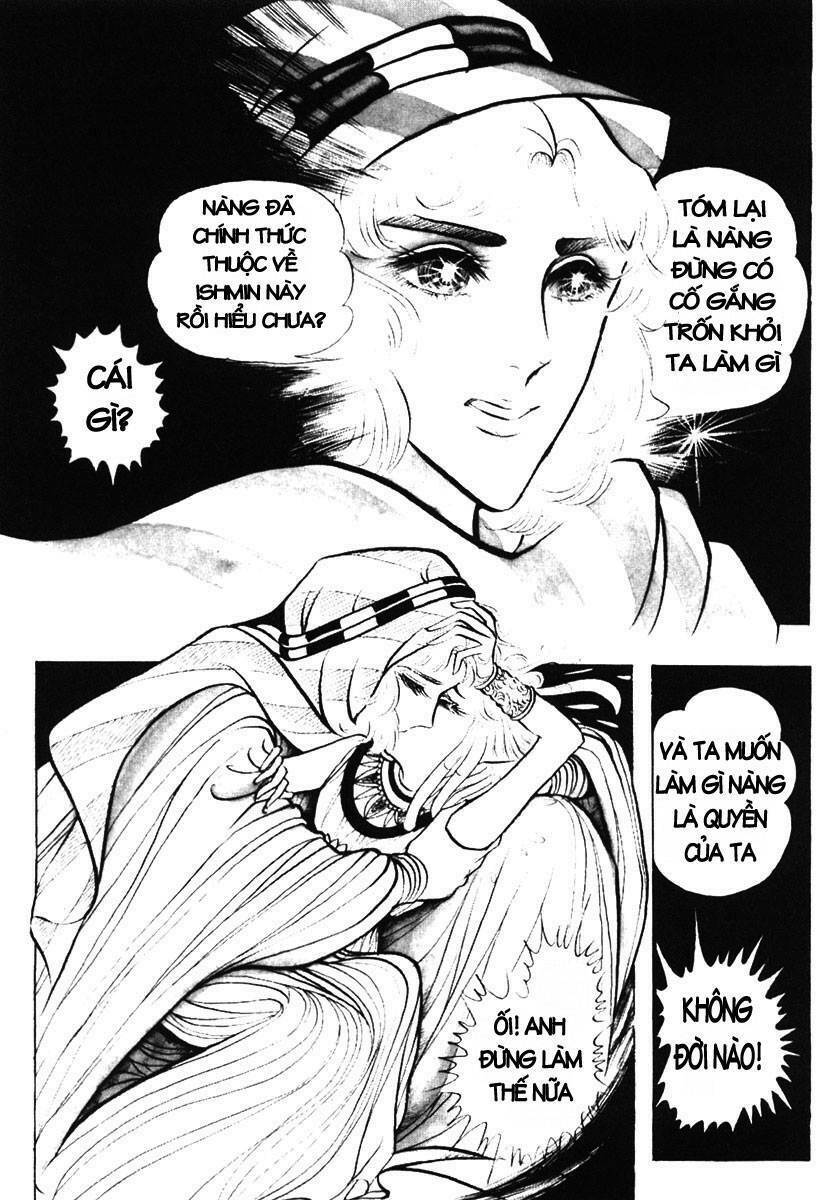 NÀNG ĐÃ
CHÍNH THỨC
THUỘC VỀ
ISHMIN NÀY
RỒI HIỂU CHƯA?
TÓM LẠI
LÀ NÀNG
ĐỪNG CÓ
CỐ GẮNG
TRỐN KHỎI
TA LÀM GÌ
CÁI
GÌ?
VÀ TA MUỐN
LÀM GÌ NÀNG
LÀ QUYỀN
CỦA TA
KHÔNG
ĐỜI NÀO!
ỐI! ANH
ĐỪNG LÀM
THẾ NỮA